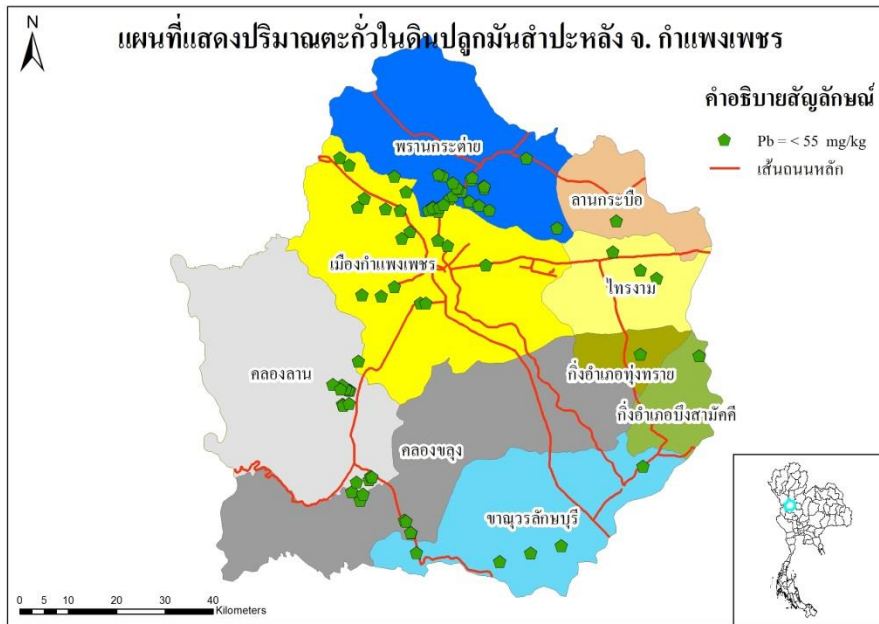 แผนที่แสดงปริมาณตะกั่วในดินปลูกมันสำปะหลัง จ. กำแพงเพชร
N
คำอธิบายสัญลักษณ์
Pb = < 55 mg/kg
เส้นถนนหลัก
พรานกระต่าย
ลานกระบือ
เมืองกำแพงเพชร
ไทรงาม
คลองลาน
กิ่งอำเภอทุ่งทราย
กิ่งอำเภอบึงสามัคคี
คลองขลุง
ขาณุวรลักษบุรี
0 5 10 20 30 40
Kilometers